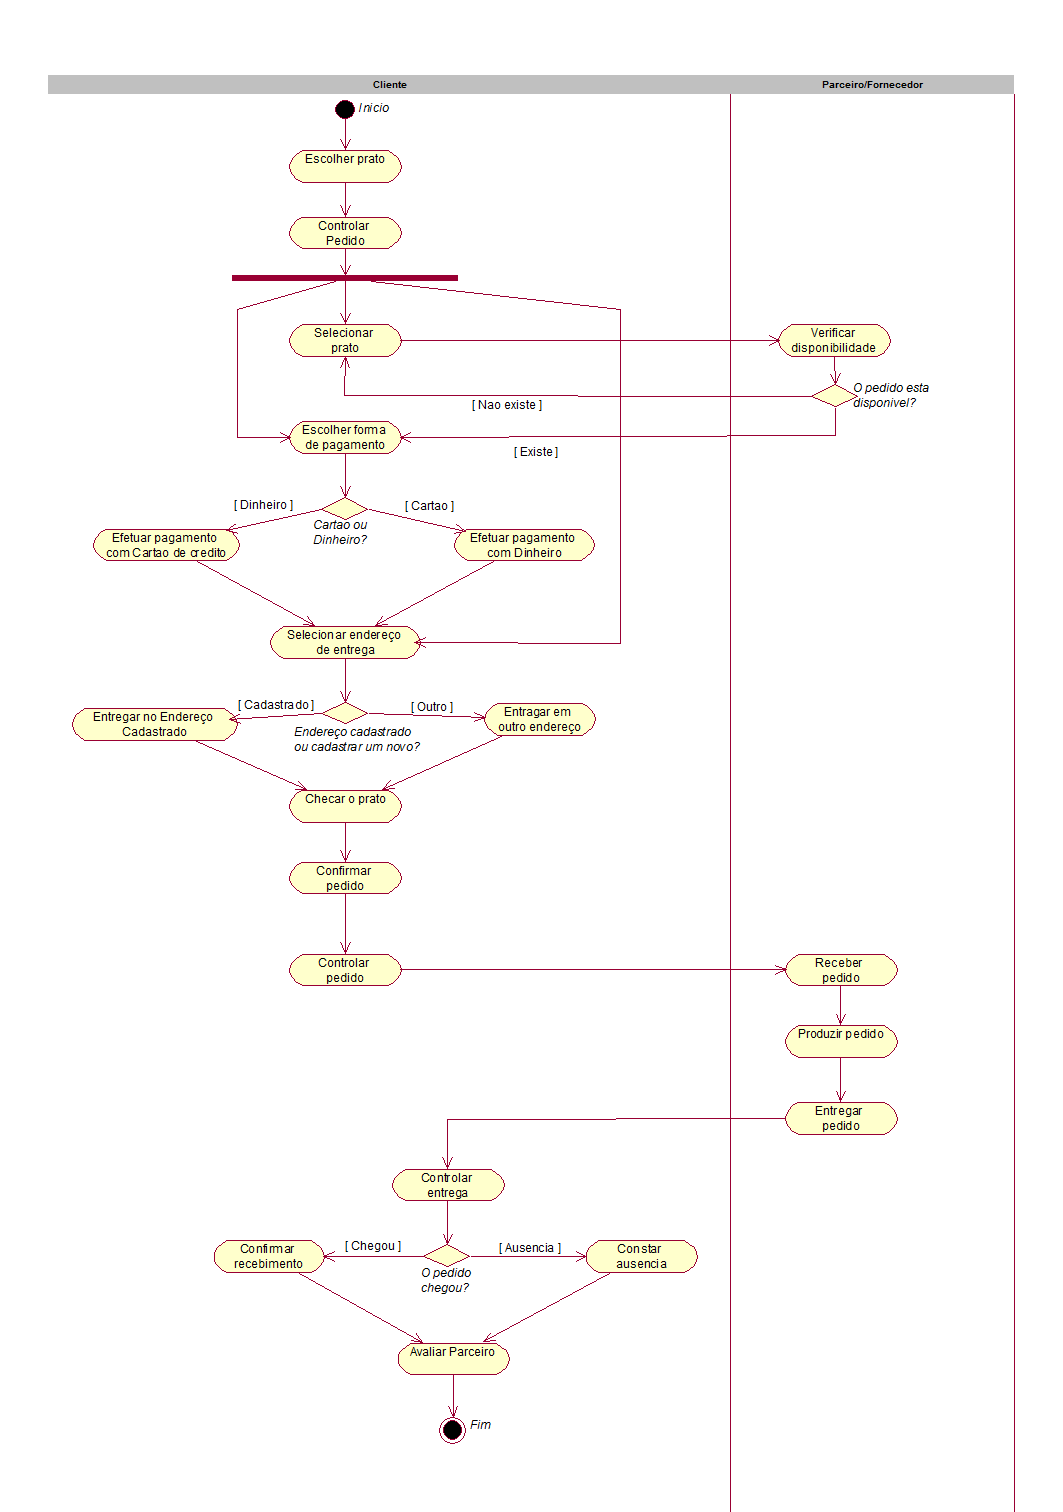 Cliente
Parceiro/Fornecedor
Inicio
Escolher prato
Controlar
Pedido
Selecionar
prato
Verificar
disponibilidade
O pedido esta
disponivel?
[ Nao existe ]
Escolher forma
de pagamento
[ Existe ]
[ Dinheiro ]
[ Cartao ]
Cartao ou
Dinheiro?
Efetuar pagamento
com Cartao de credito
Efetuar pagamento
com Dinheiro
Selecionar endereço
de entrega
[ Cadastrado ]
[ Outro ]
Entregar no Endereço
Cadastrado
Entragar em
outro endereço
Endereço cadastrado
ou cadastrar um novo?
Checar o prato
Confirmar
pedido
Controlar
pedido
Receber
pedido
Produzir pedido
Entregar
pedido
Controlar
entrega
[ Chegou ]
[ Ausencia ]
Confirmar
recebimento
Constar
ausencia
O pedido
chegou?
Avaliar Parceiro
Fim